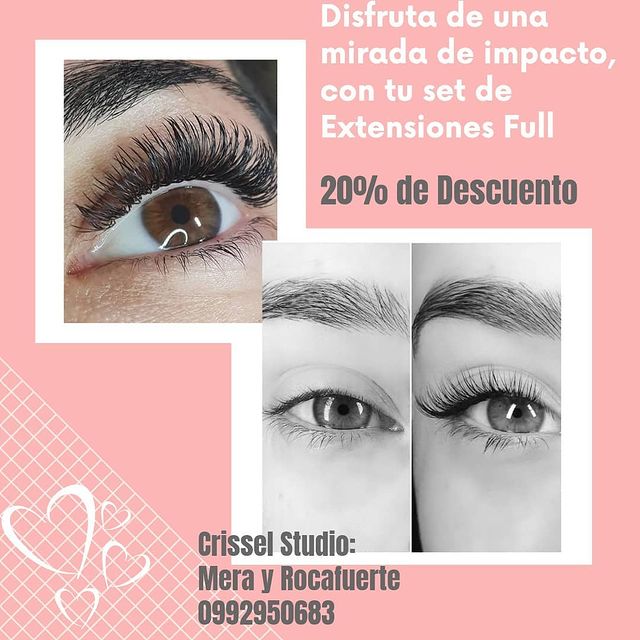 Disfruta de una
mirada de impacto,
con tu set de
Extensiones Full
20% de Descuento
Crissel Studio:
Mera y Rocafuerte
0992950683